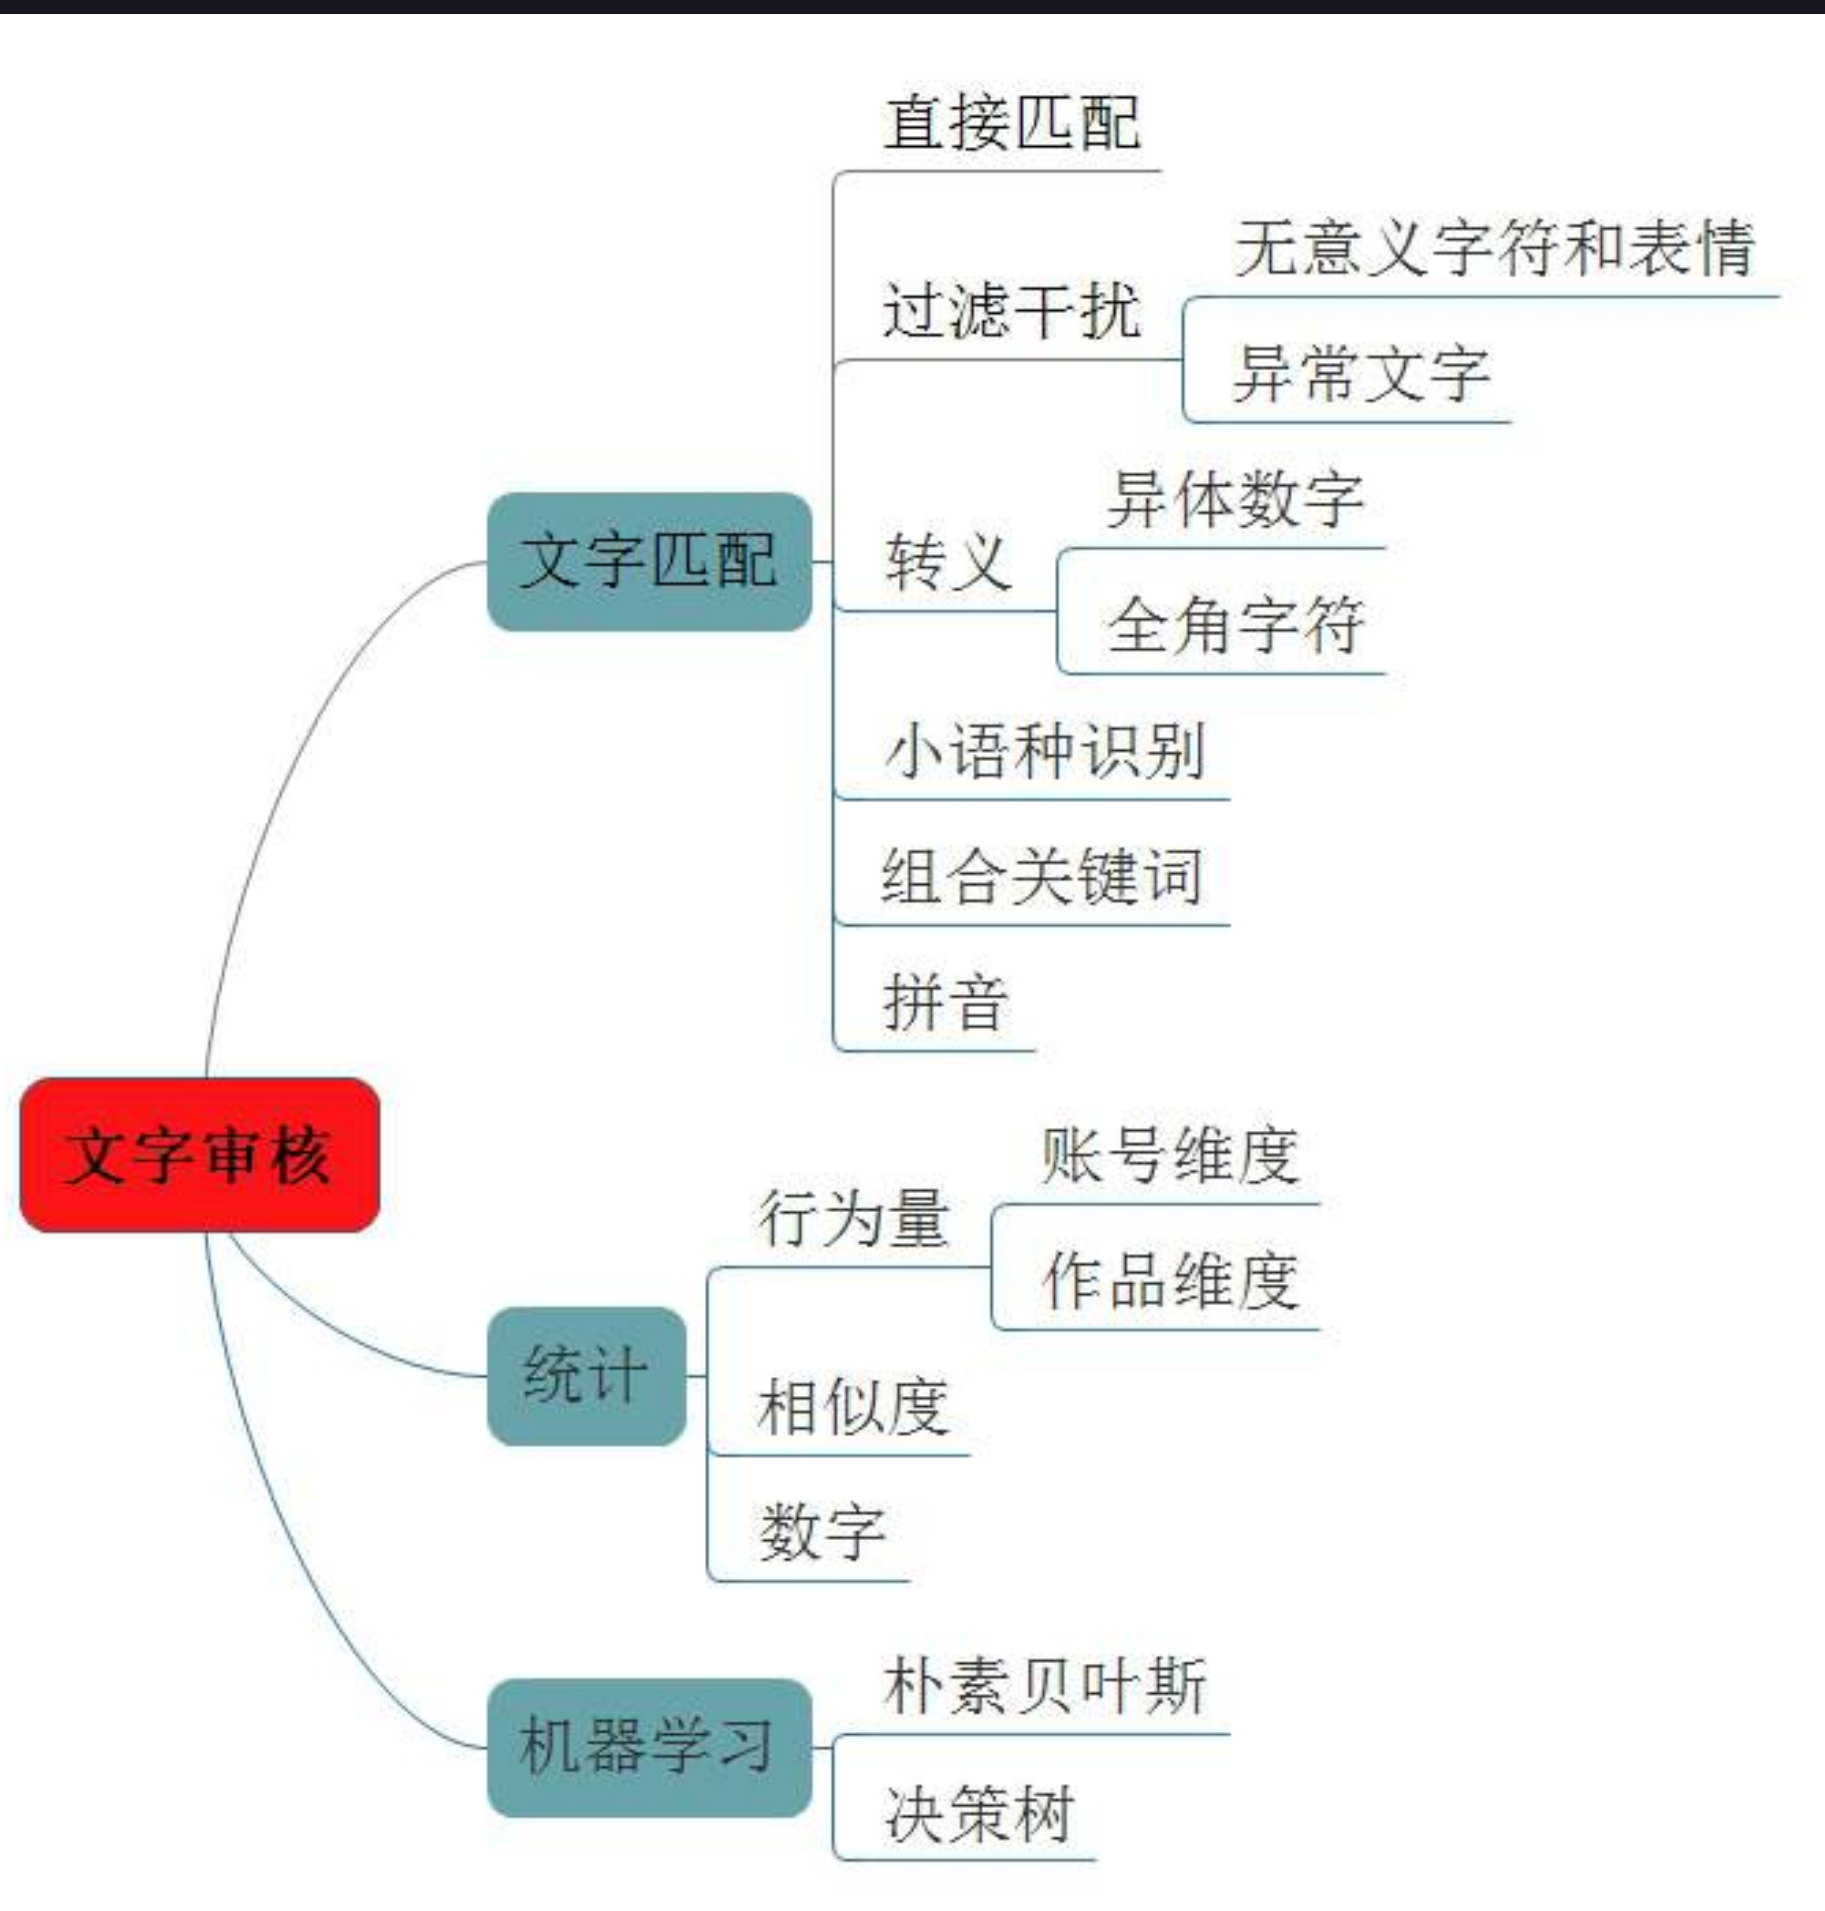 直接匹配
无意义字符和表情
过滤干扰
异常文字
异体数字
文字匹配
转义
全角字符
小语种识别
组合关键词
拼音
文字审核
账号维度
行为量
作品维度
统计
相似度
数字
朴素贝叶斯
机器学习
决策树